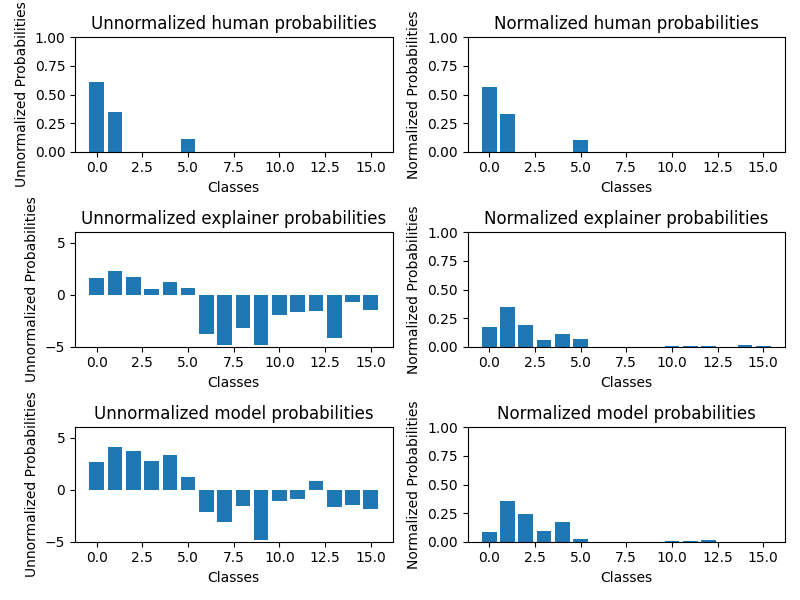 Unnormalized human probabilities
Unnormalized Probabilities
1.00
0.75
0.50
0.25
0.00
0.0 2.5 5.0 7.5 10.0 12.5 15.0
Classes
Normalized human probabilities
Normalized Probabilities
1.00
0.75
0.50
0.25
0.00
0.0 2.5 5.0 7.5 10.0 12.5 15.0
Classes
Unnormalized explainer probabilities
Unnormalized Probabilities
5
0
−5
0.0 2.5 5.0 7.5 10.0 12.5 15.0
Classes
Normalized explainer probabilities
Normalized Probabilities
1.00
0.75
0.50
0.25
0.00
0.0 2.5 5.0 7.5 10.0 12.5 15.0
Classes
Unnormalized model probabilities
Unnormalized Probabilities
5
0
−5
0.0 2.5 5.0 7.5 10.0 12.5 15.0
Classes
Normalized model probabilities
Normalized Probabilities
1.00
0.75
0.50
0.25
0.00
0.0 2.5 5.0 7.5 10.0 12.5 15.0
Classes